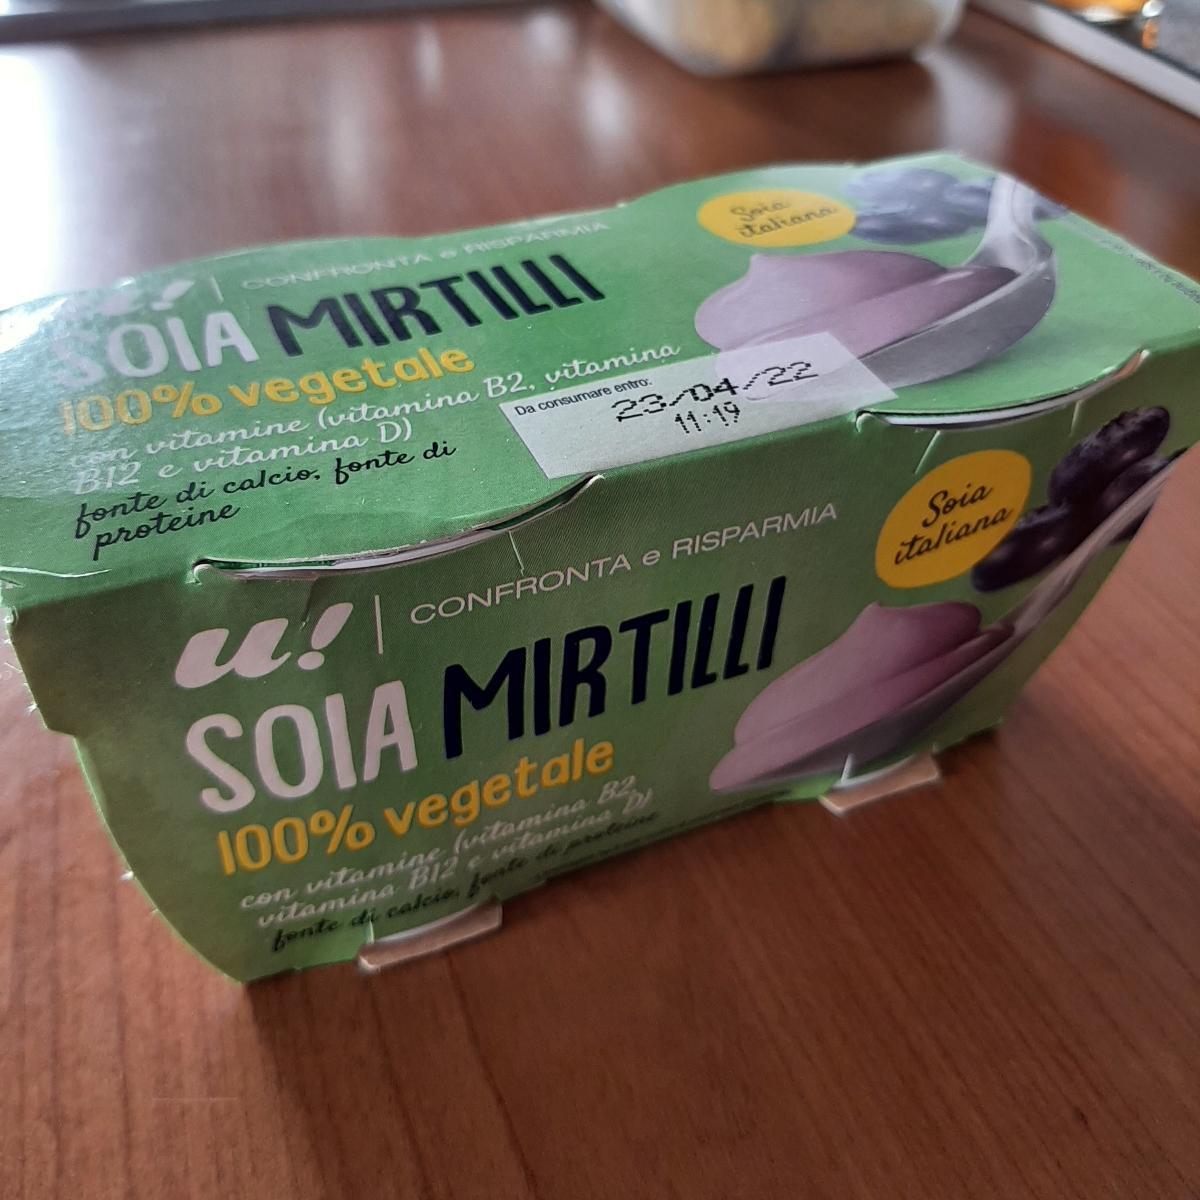 CONFRONTA e RISPARMIA
SOIA MIRTILLI
100% vegetale
con vitamine (vitamina B2, vitamina
B12 e vitamina D)
fonte di calcio, fonte di
proteine
Soia
italiana
Da consumare entro:
23/04/22
11:19
u! | CONFRONTA e RISPARMIA
SOIA MIRTILLI
100% vegetale
con vitamine (vitamina B2,
vitamina B12 e vitamina D)
fonte di calcio, fonte di proteine
Soia
italiana